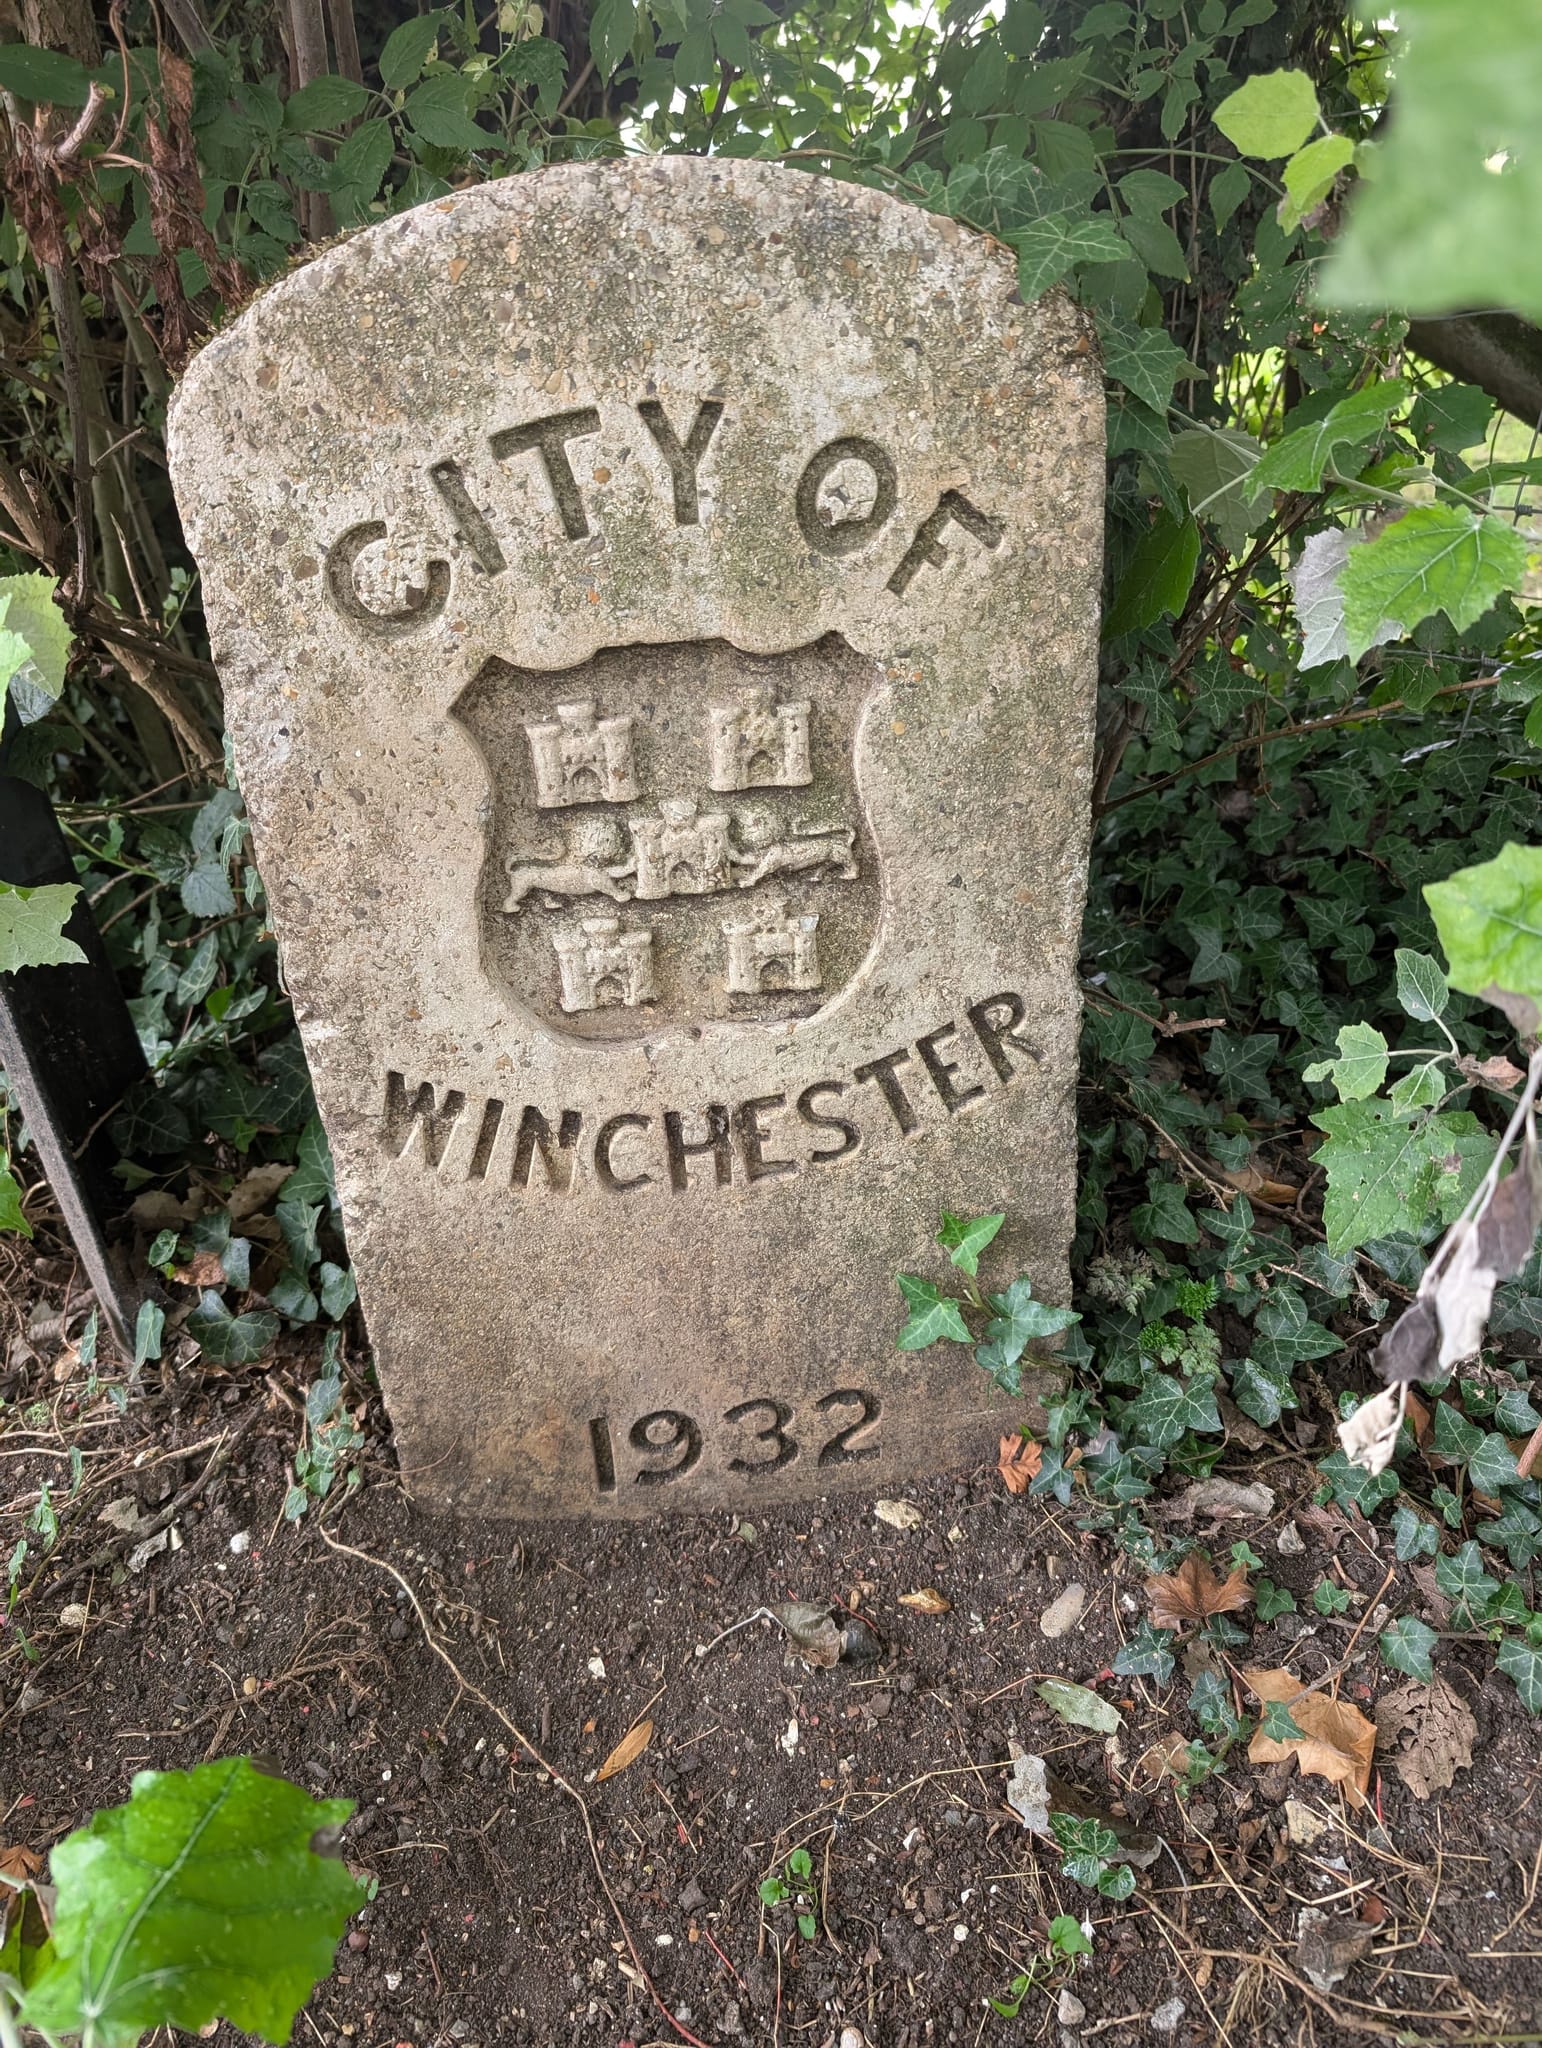 CITY OF
WINCHESTER
1932